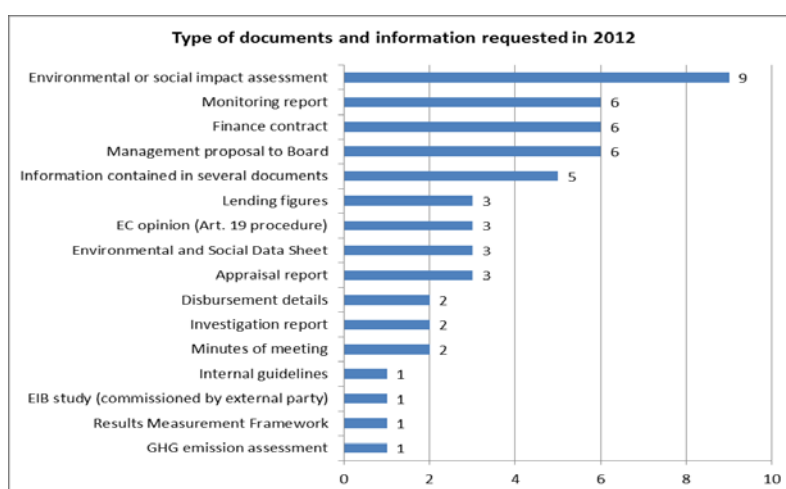 Type of documents and information requested in 2012
Environmental or social impact assessment 9
Monitoring report 6
Finance contract 6
Management proposal to Board 6
Information contained in several documents 5
Lending figures 3
EC opinion (Art. 19 procedure) 3
Environmental and Social Data Sheet 3
Appraisal report 3
Disbursement details 2
Investigation report 2
Minutes of meeting 2
Internal guidelines 1
EIB study (commissioned by external party) 1
Results Measurement Framework 1
GHG emission assessment 1
0 2 4 6 8 10